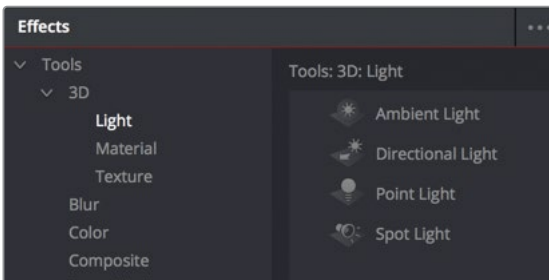 Effects
Tools
3D
Light
Material
Texture
Blur
Color
Composite
Tools: 3D: Light
Ambient Light
Directional Light
Point Light
Spot Light